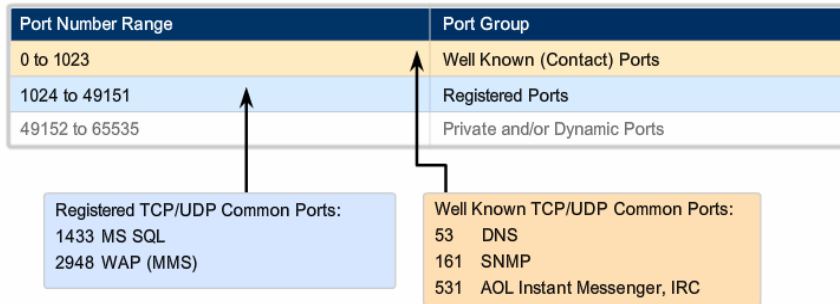 Port Number Range Port Group
0 to 1023 Well Known (Contact) Ports
1024 to 49151 Registered Ports
49152 to 65535 Private and/or Dynamic Ports
Registered TCP/UDP Common Ports:
1433 MS SQL
2948 WAP (MMS)
Well Known TCP/UDP Common Ports:
53 DNS
161 SNMP
531 AOL Instant Messenger, IRC